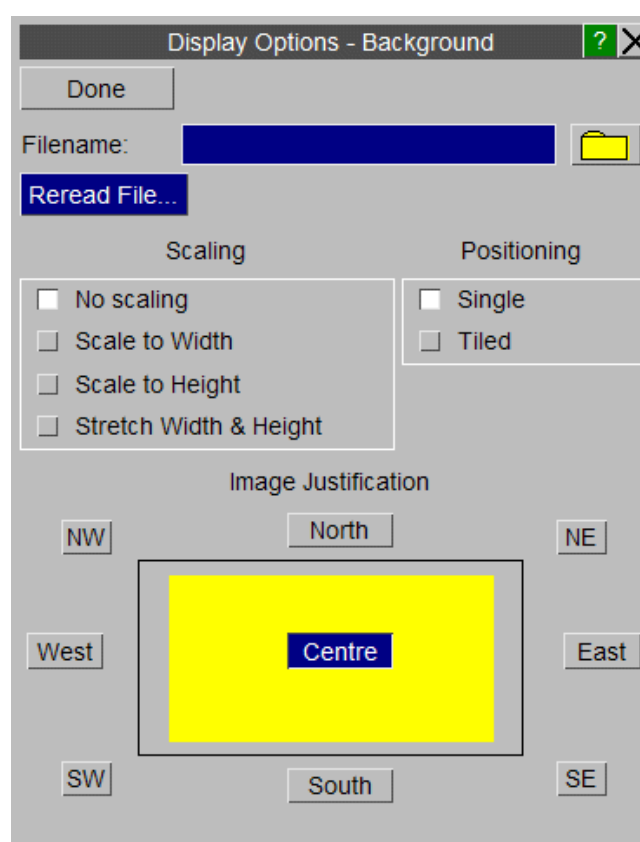 Display Options - Background ? X
Done
Filename:
Reread File...
Scaling Positioning
No scaling Single
Scale to Width Tiled
Scale to Height
Stretch Width & Height
Image Justification
NW North NE
West Centre East
SW South SE